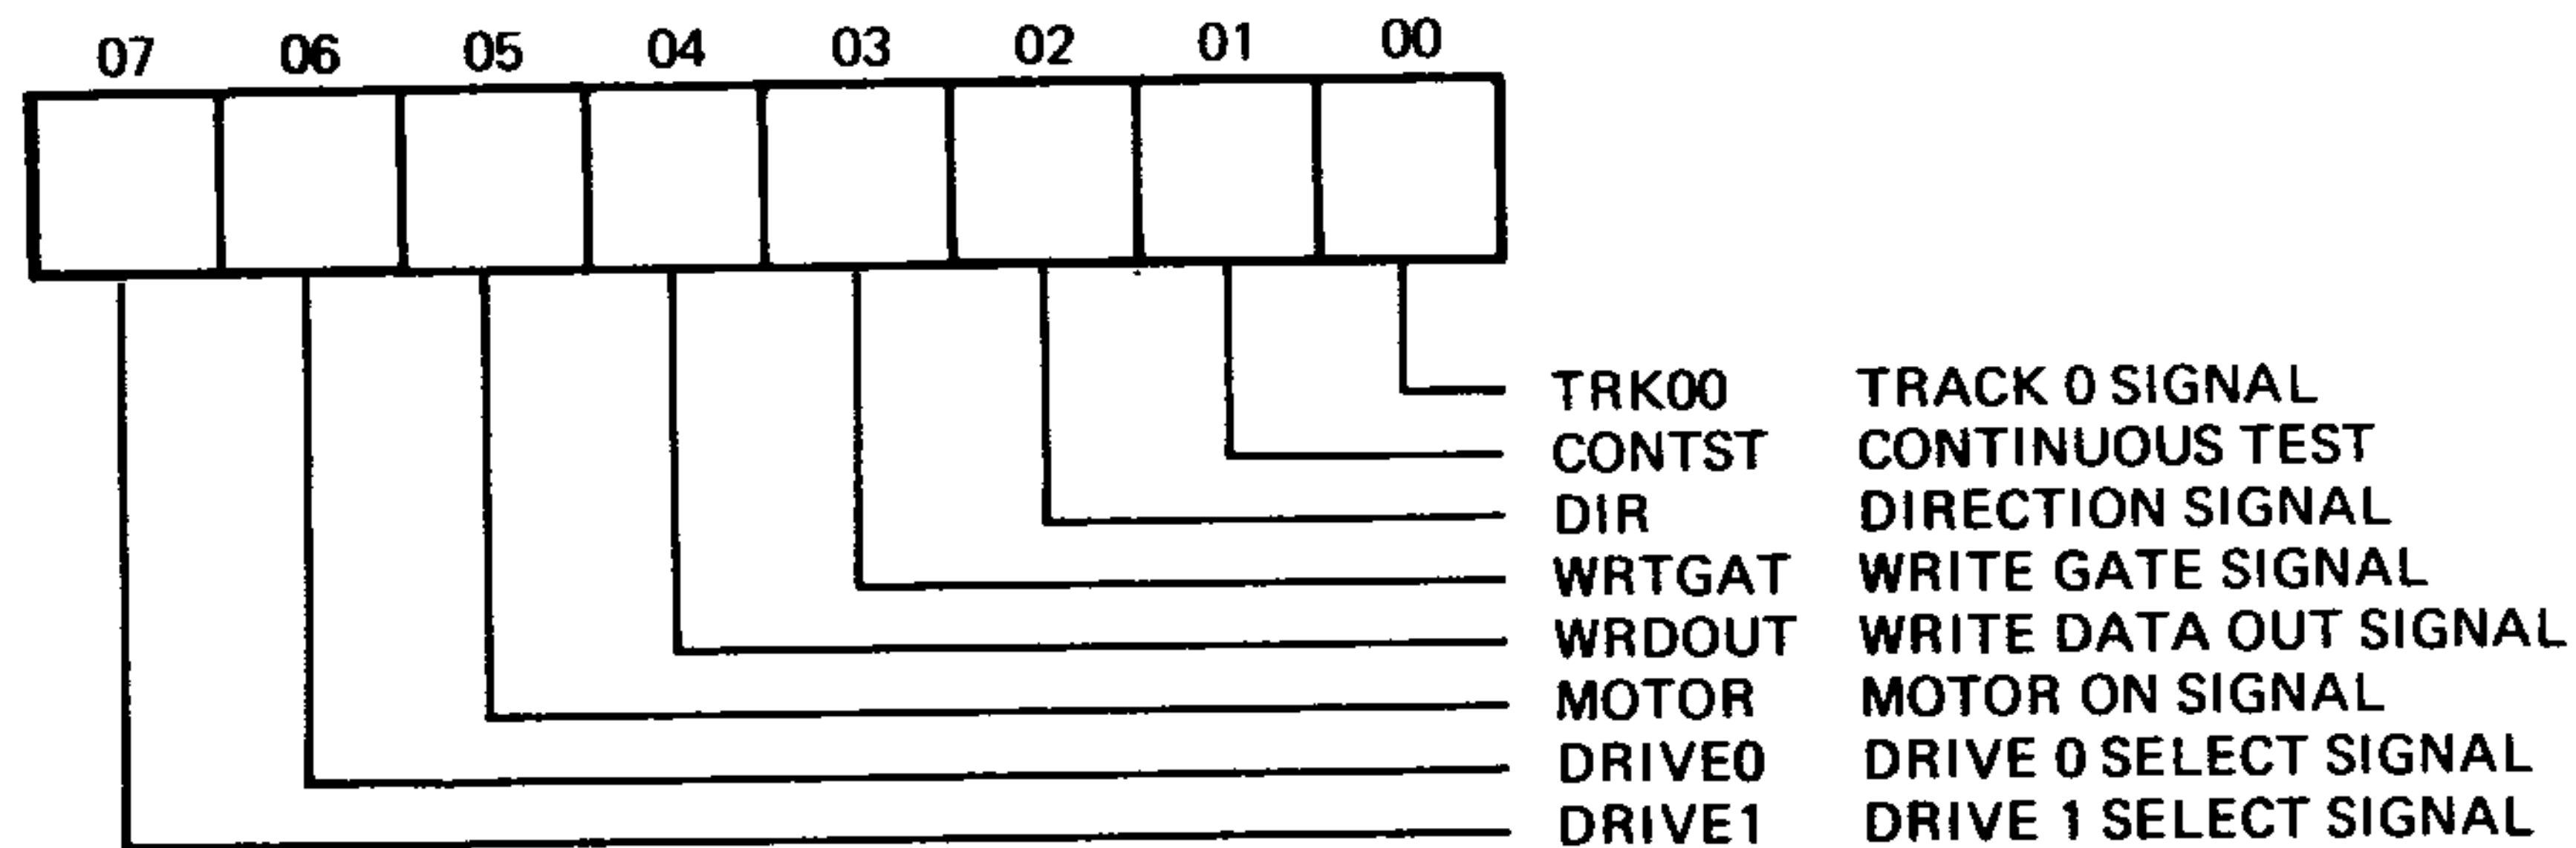 07 06 05 04 03 02 01 00
TRK00 TRACK 0 SIGNAL
CONTST CONTINUOUS TEST
DIR DIRECTION SIGNAL
WRTGAT WRITE GATE SIGNAL
WRDOUT WRITE DATA OUT SIGNAL
MOTOR MOTOR ON SIGNAL
DRIVE0 DRIVE 0 SELECT SIGNAL
DRIVE1 DRIVE 1 SELECT SIGNAL